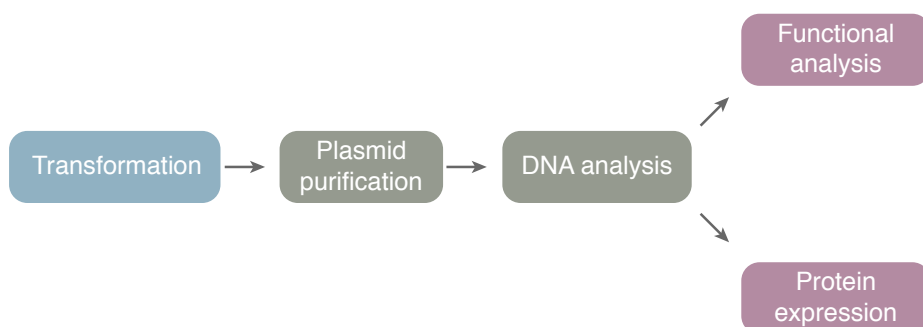 Functional
analysis
Transformation
Plasmid
purification
DNA analysis
Protein
expression